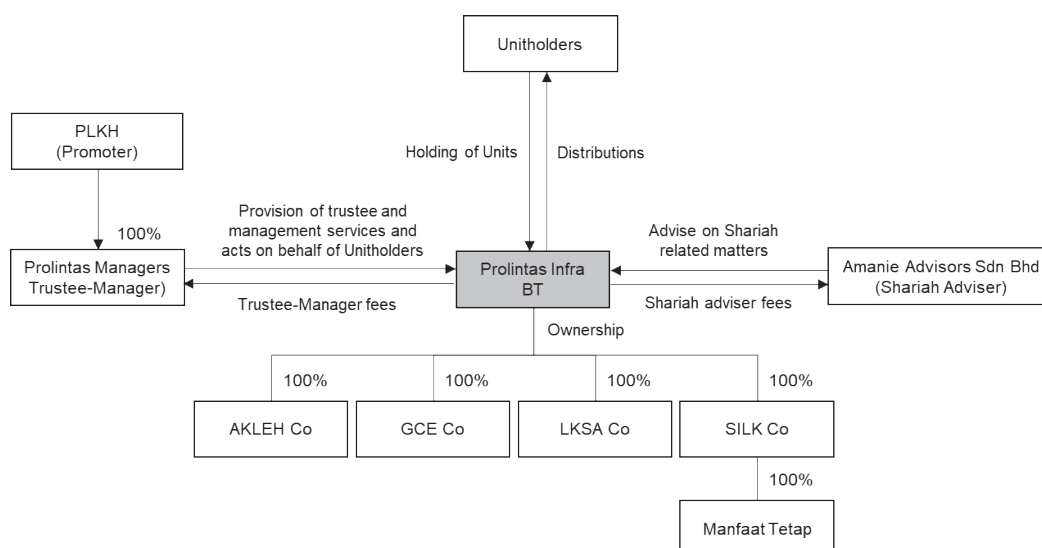 Unitholders
PLKH
(Promoter)
Holding of Units
Distributions
100%
Provision of trustee and
management services and
acts on behalf of Unitholders
Advise on Shariah
related matters
Prolintas Managers
Trustee-Manager)
Prolintas Infra
BT
Amanie Advisors Sdn Bhd
(Shariah Adviser)
Trustee-Manager fees
Shariah adviser fees
Ownership
100%
100%
100%
100%
AKLEH Co
GCE Co
LKSA Co
SILK Co
100%
Manfaat Tetap